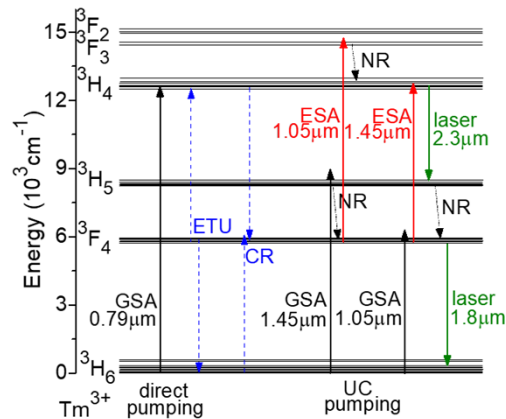 15
³F₂
³F₃
NR
³H₄
12
ESA
1.05μm
ESA
1.45μm
laser
2.3μm
9
³H₅
NR
NR
ETU
6
³F₄
CR
GSA
0.79μm
GSA
1.45μm
GSA
1.05μm
laser
1.8μm
3
³H₆
0
Energy (10³cm⁻¹)
Tm³⁺
direct
pumping
UC
pumping